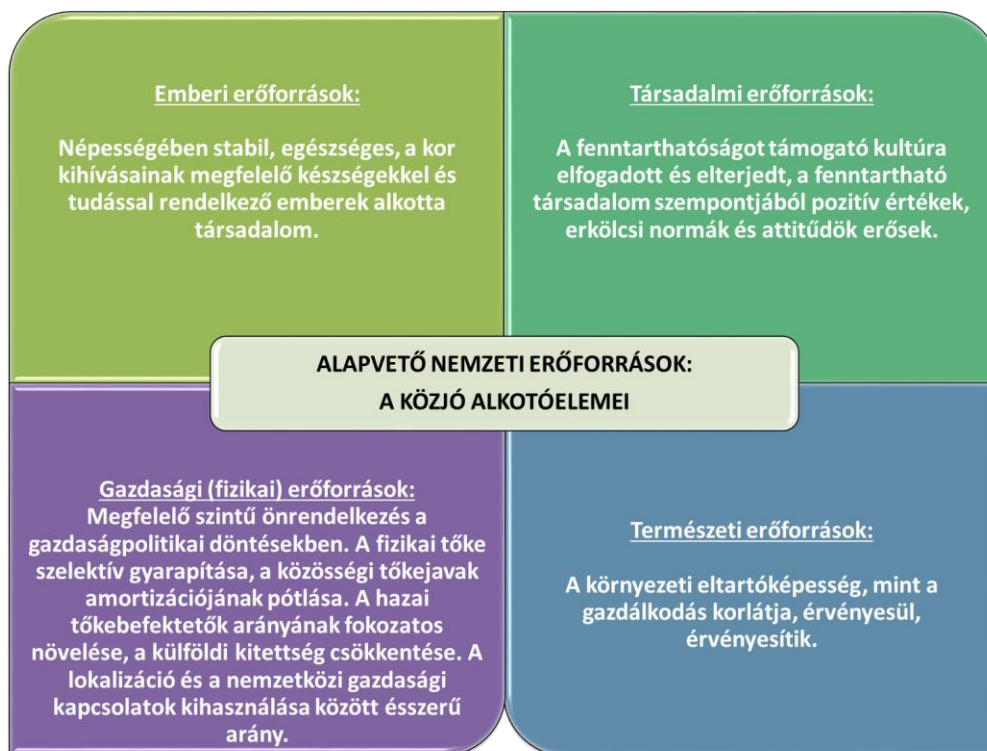 Emberi erőforrások:
Népességében stabil, egészséges, a kor
kihívásainak megfelelő készségekkel és
tudással rendelkező emberek alkotta
társadalom.
Társadalmi erőforrások:
A fenntarthatóságot támogató kultúra
elfogadott és elterjedt, a fenntartható
társadalom szempontjából pozitív értékek,
erkölcsi normák és attitűdök erősek.
ALAPVETŐ NEMZETI ERŐFORRÁSOK:
A KÖZJÓ ALKOTÓELEMEI
Gazdasági (fizikai) erőforrások:
Megfelelő szintű önrendelkezés a
gazdaságpolitikai döntésekben. A fizikai tőke
szelektív gyarapítása, a közösségi tőkejavak
amortizációjának pótlása. A hazai
tőkebefektetők arányának fokozatos
növelése, a külföldi kitettség csökkentése. A
lokalizáció és a nemzetközi gazdasági
kapcsolatok kihasználása között ésszerű
arány.
Természeti erőforrások:
A környezeti eltartóképesség, mint a
gazdálkodás korlátja, érvényesül,
érvényesítik.